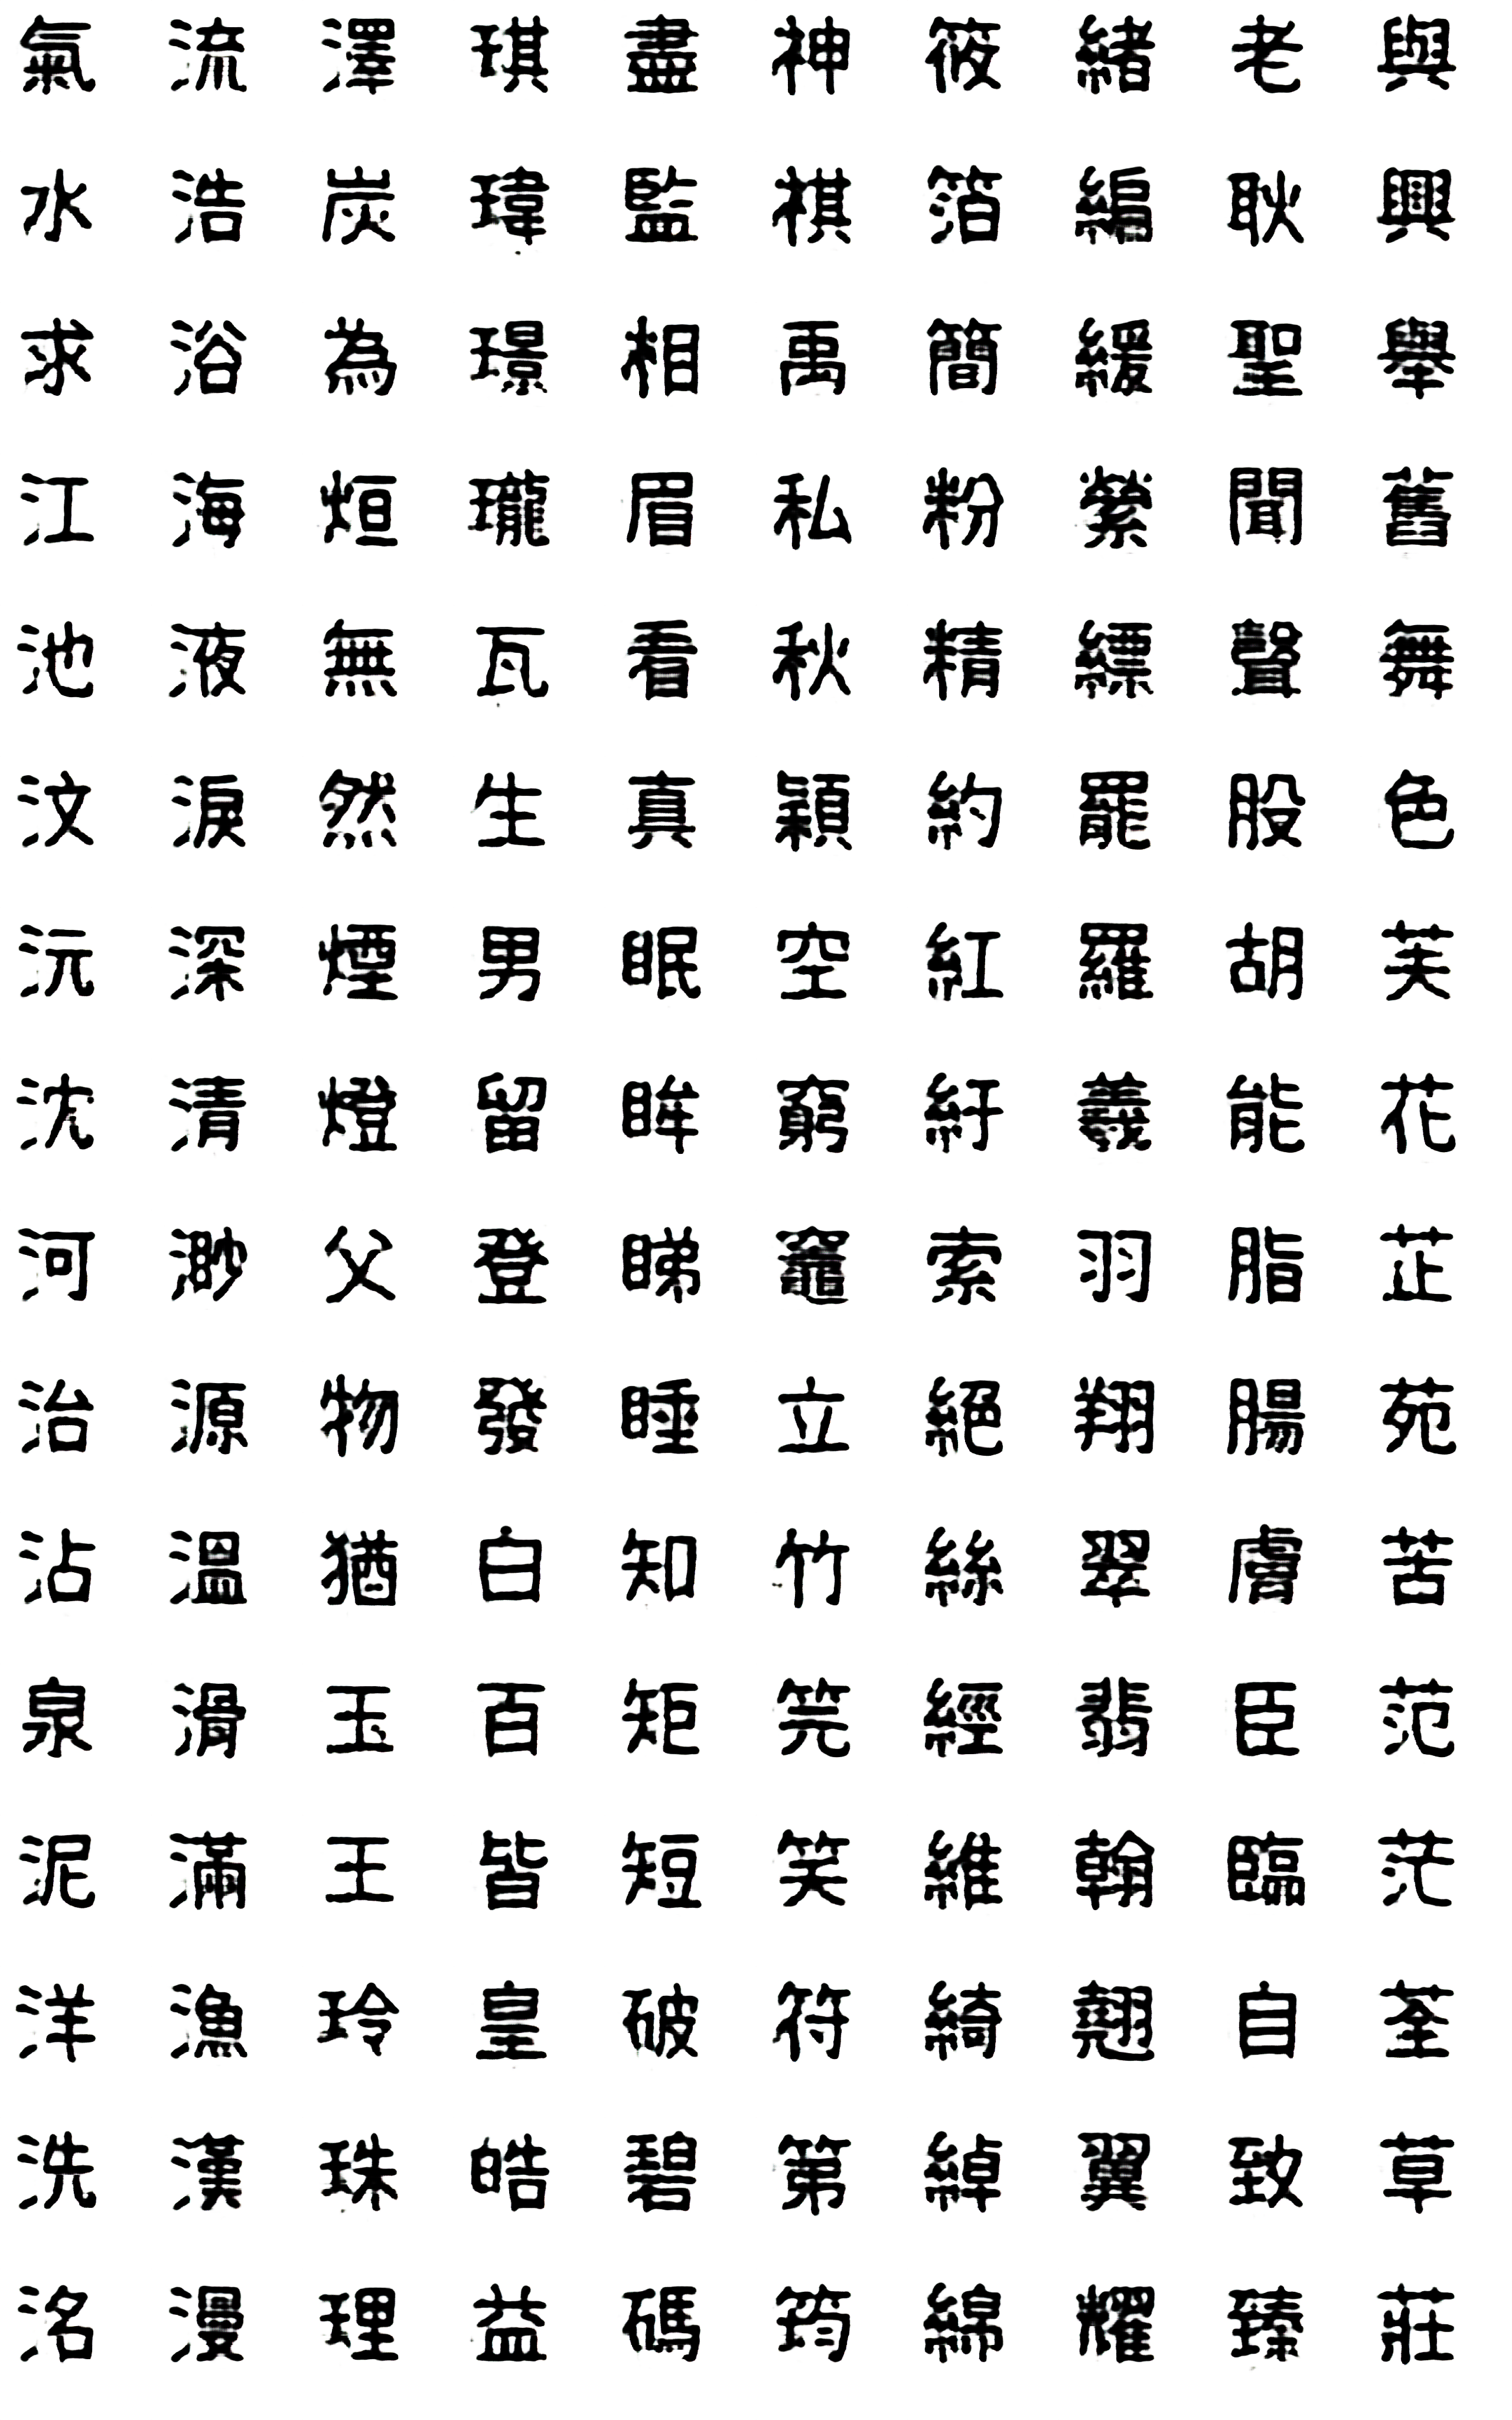 氣流澤琪盡神筱緒老與
水浩炭瑋監祺箔編耿興
求浴為璟相禹簡緩聖舉
江海烜瓏眉私粉縈聞舊
池液無瓦看秋精縹聲舞
汶淚然生真穎約罷股色
沅深煙男眠空紅羅胡芙
沈清燈留眸窮紆羲能花
河渺父登睇竈索羽脂芷
治源物發睡立絕翔腸苑
沾溫猶白知竹絲翠膚苦
泉滑玉百矩筦經翡臣范
泥滿王皆短笑維翰臨茫
洋漁玲皇破符綺翹自荃
洗漢珠皓碧第綽翼致草
洺漫理益碼筠綿耀臻莊